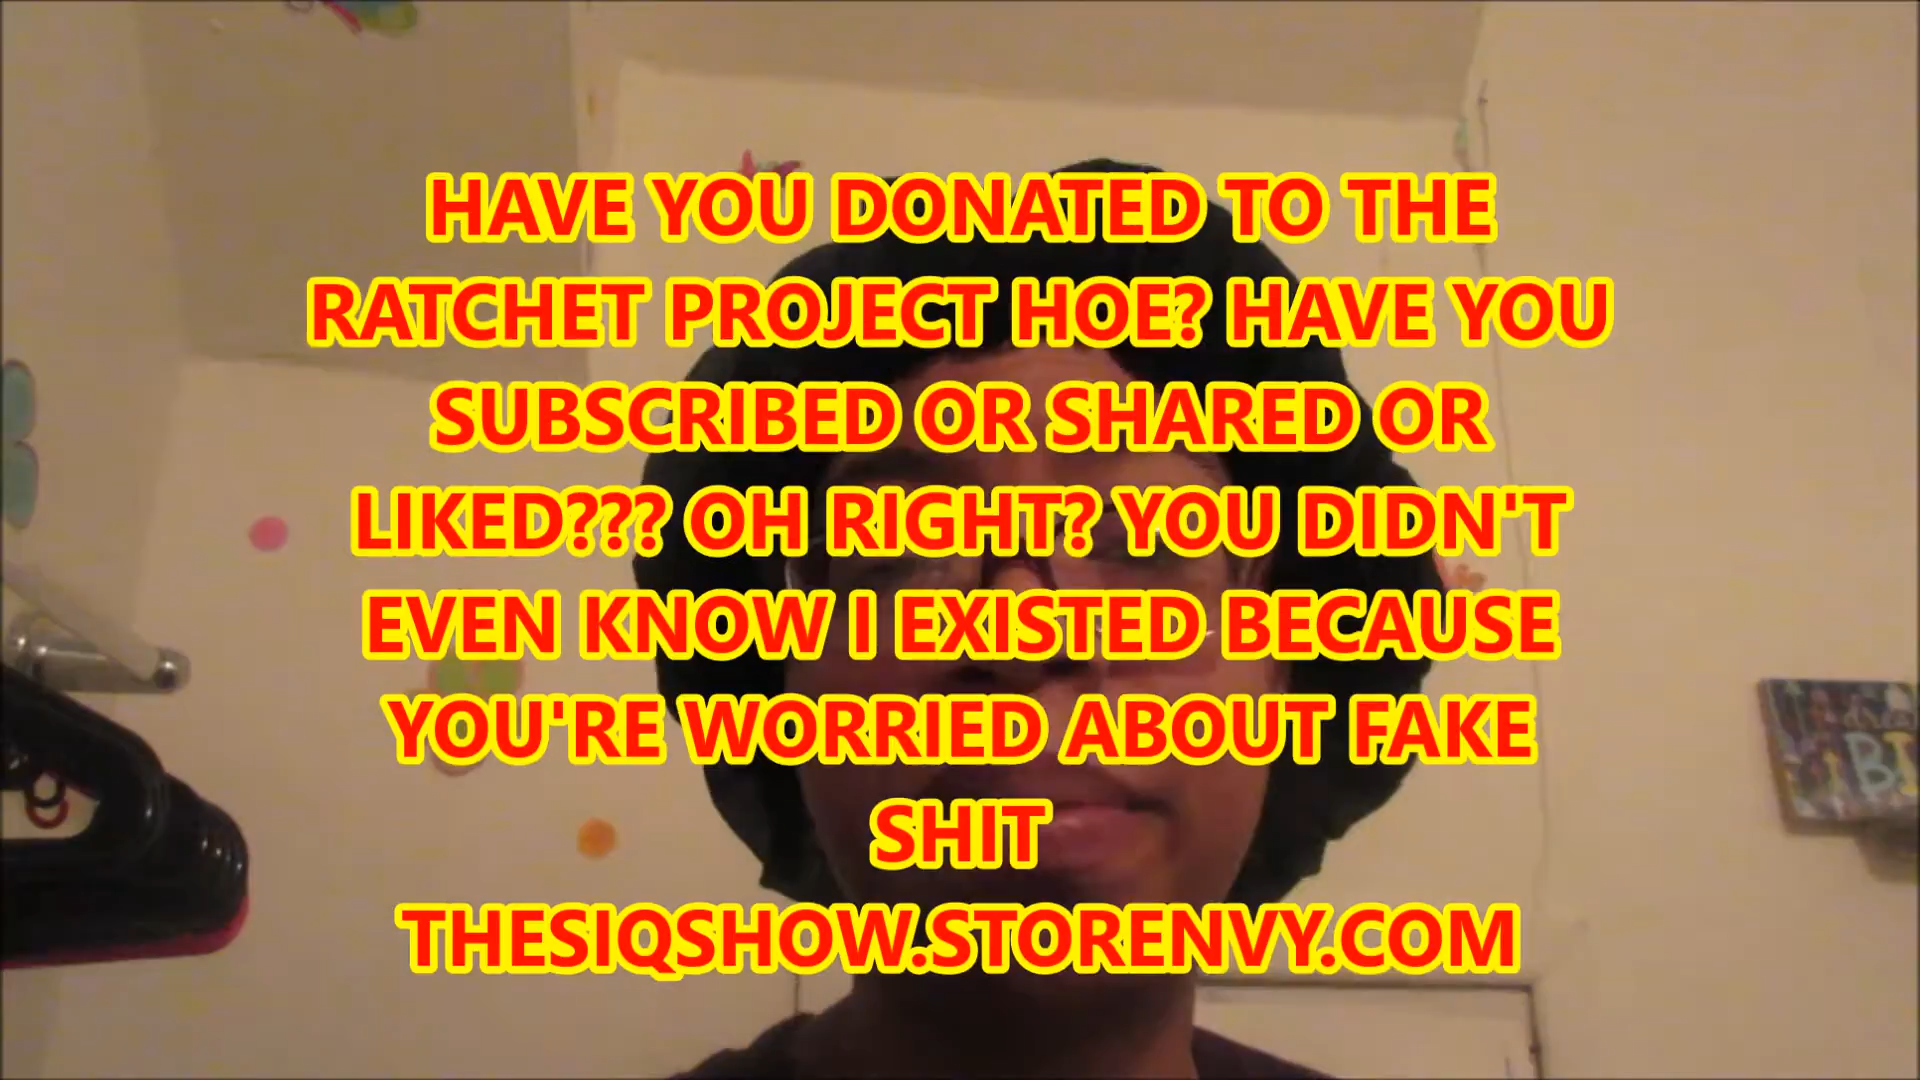 HAVE YOU DONATED TO THE
RATCHET PROJECT HOE? HAVE YOU
SUBSCRIBED OR SHARED OR
LIKED??? OH RIGHT? YOU DIDN'T
EVEN KNOW I EXISTED BECAUSE
YOU'RE WORRIED ABOUT FAKE
SHIT
THESIQSHOW.STORENVY.COM